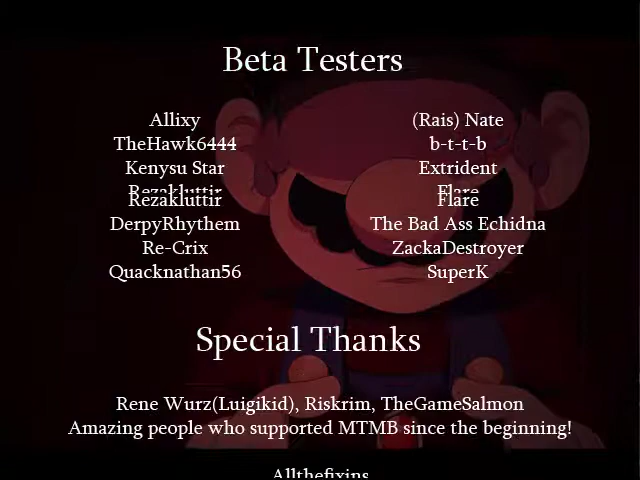 Beta Testers
Allixy (Rais) Nate
TheHawk6444 b-t-t-b
Kenysu Star Extrident
Rezakluttir Flare
DerpyRhythem The Bad Ass Echidna
Re-Crix ZackaDestroyer
Quacknathan56 SuperK
Special Thanks
Rene Wurz(Luigikid), Riskrim, TheGameSalmon
Amazing people who supported MTMB since the beginning!
Allthefixins